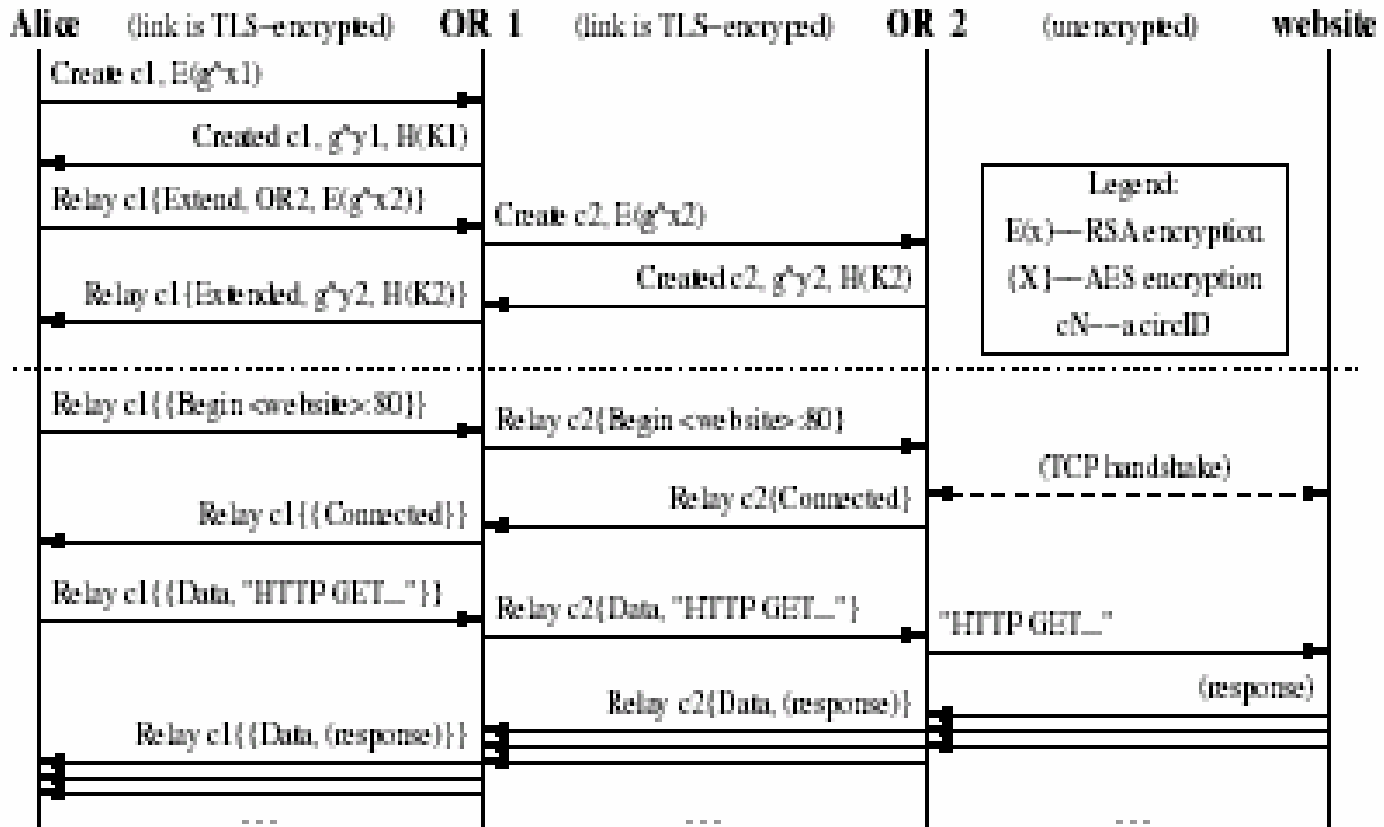 Alice (link is TLS-encrypted) OR 1 (link is TLS-encryped) OR 2 (unencrypted) website
Create c1, E(g^x1)
Created c1, g^y1, H(K1)
Relay c1{Extend, OR2, E(g^x2)}
Create c2, E(g^x2)
Created c2, g^y2, H(K2)
Relay c1{Extended, g^y2, H(K2)}
Legend:
E(x)—RSA encryption
{X}—AES encryption
cN—a circID
Relay c1{{Begin <website>:80}}
Relay c2{Begin <website>:80}
(TCP handshake)
Relay c2{Connected}
Relay c1{{Connected}}
Relay c1{{Data, "HTTP GET..."}}
Relay c2{Data, "HTTP GET..."}
"HTTP GET..."
(response)
Relay c2{Data, (response)}
Relay c1{{Data, (response)}}
... ... ...